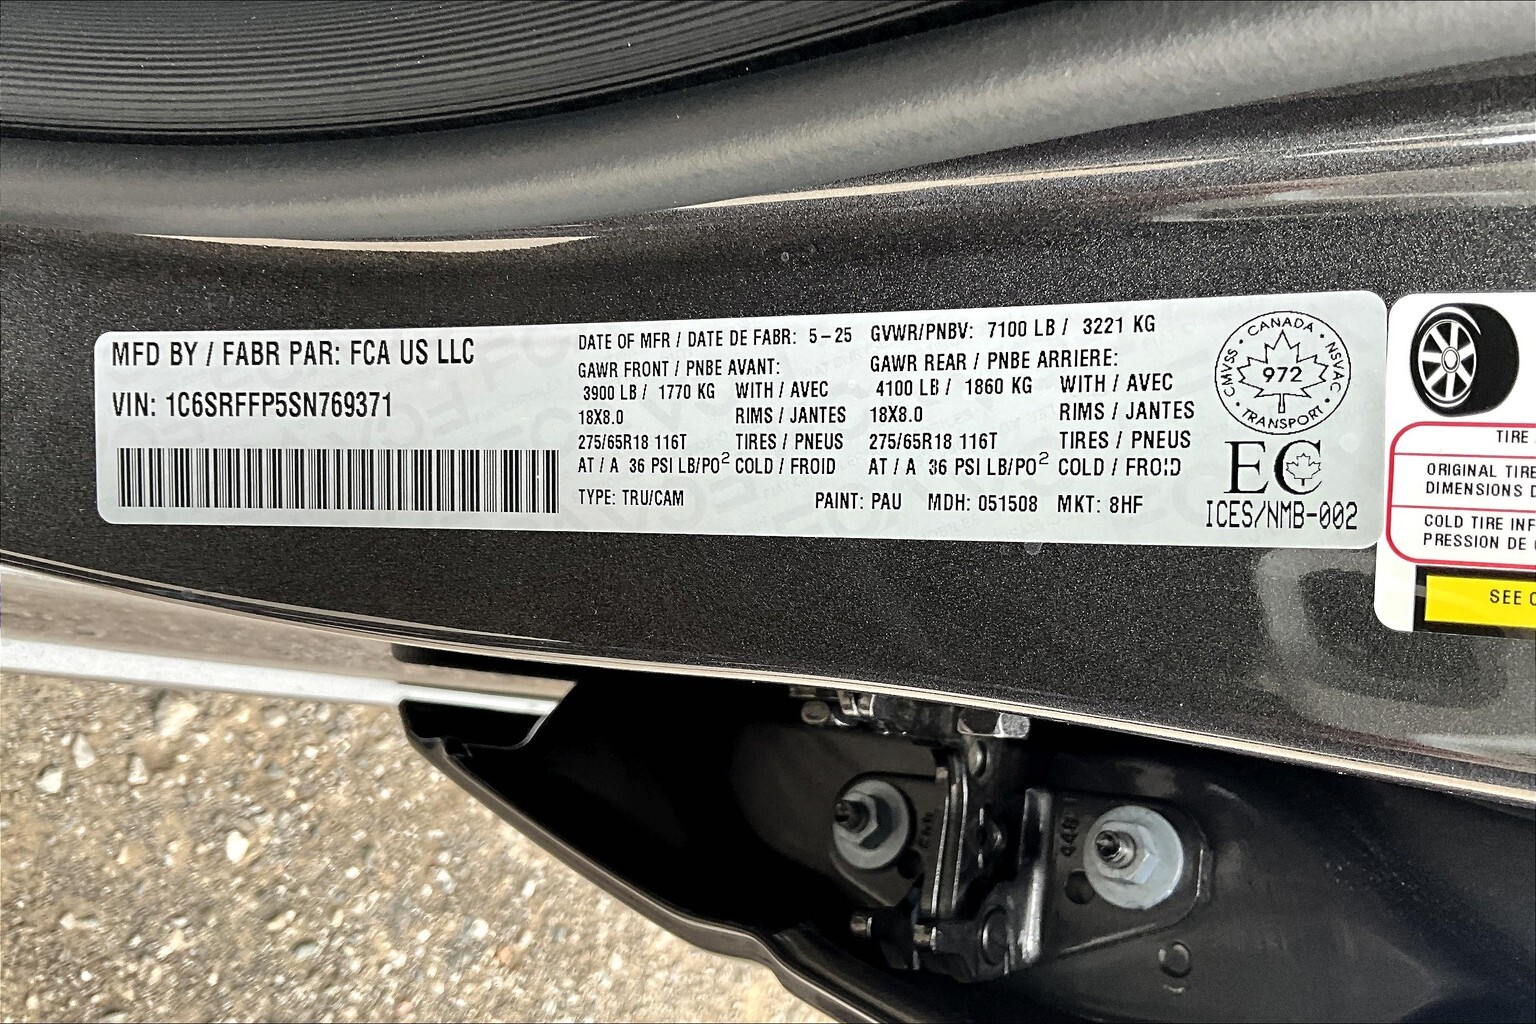 MFD BY / FABR PAR: FCA US LLC
VIN: 1C6SRFFP5SN769371
DATE OF MFR / DATE DE FABR: 5-25 GVWR/PNBV: 7100 LB / 3221 KG
GAWR FRONT / PNBE AVANT: GAWR REAR / PNBE ARRIERE:
3900 LB / 1770 KG WITH / AVEC 4100 LB / 1860 KG WITH / AVEC
18X8.0 RIMS / JANTES 18X8.0 RIMS / JANTES
275/65R18 116T TIRES / PNEUS 275/65R18 116T TIRES / PNEUS
AT / A 36 PSI LB/PO² COLD / FROID AT / A 36 PSI LB/PO² COLD / FROID
TYPE: TRU/CAM PAINT: PAU MDH: 051508 MKT: 8HF
CANADA
CMVSS 972 NSVAC
TRANSPORT
EC
ICES/NMB-002
TIRE
ORIGINAL TIRE
DIMENSIONS D
COLD TIRE INF
PRESSION DE
SEE
448